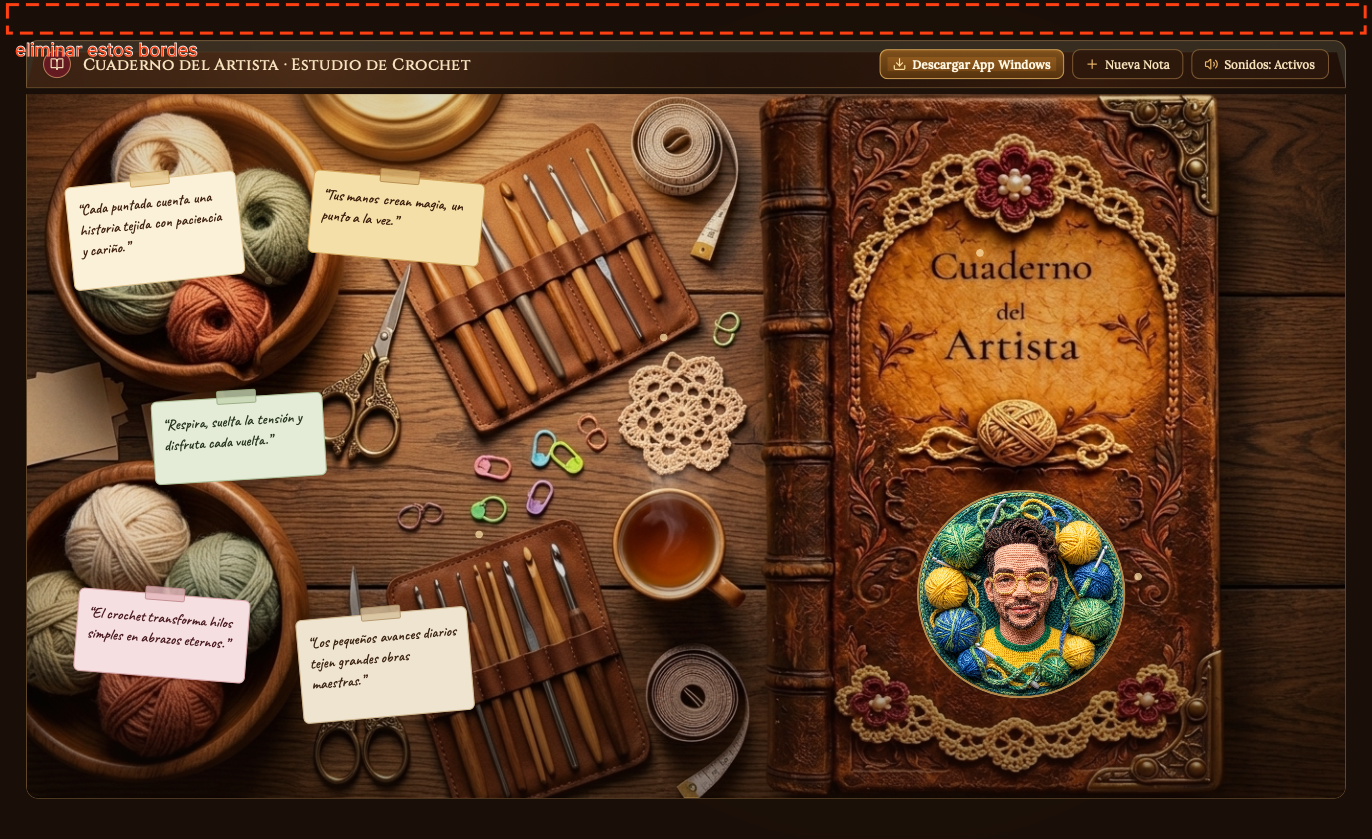 eliminar estos bordes
Cuaderno del Artista · Estudio de Crochet
Descargar App Windows
Nueva Nota
Sonidos: Activos
“Cada puntada cuenta una
historia tejida con paciencia
y cariño.”
“Tus manos crean magia, un
punto a la vez.”
“Respira, suelta la tensión y
disfruta cada vuelta.”
“El crochet transforma hilos
simples en abrazos eternos.”
“Los pequeños avances diarios
tejen grandes obras
maestras.”
Cuaderno
del
Artista